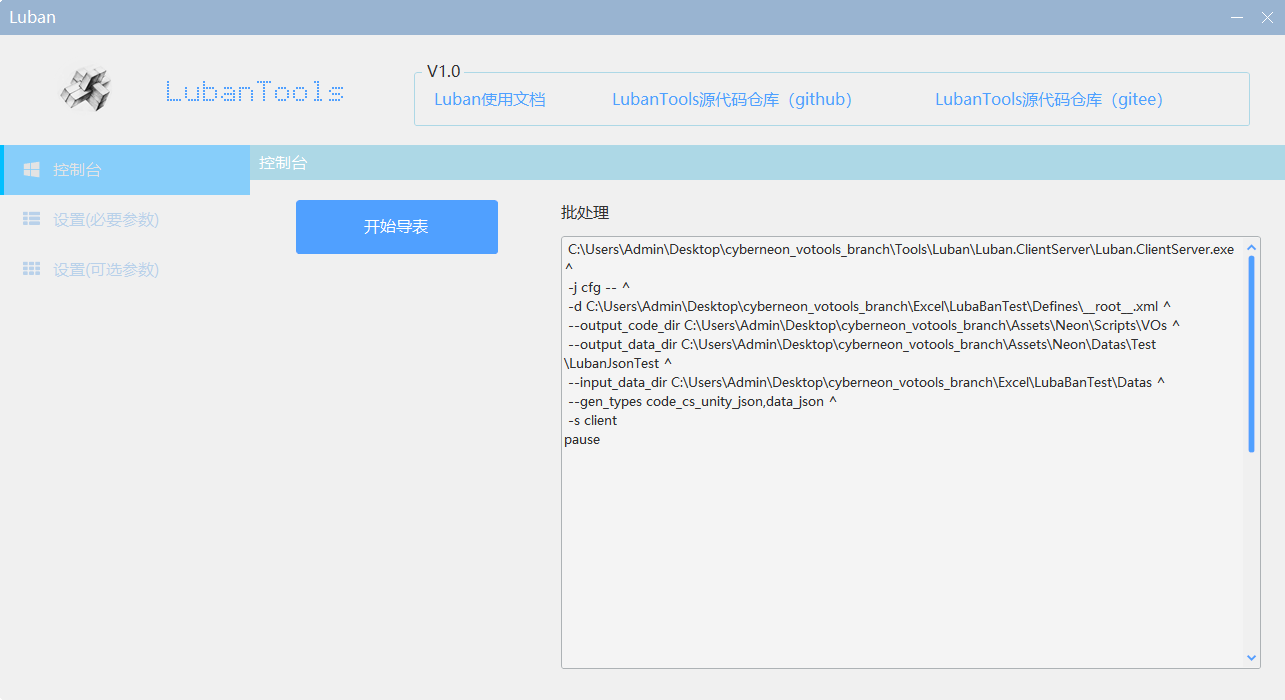 Luban
LubanTools
V1.0
Luban使用文档
LubanTools源代码仓库（github）
LubanTools源代码仓库（gitee）
控制台
设置(必要参数)
设置(可选参数)
控制台
开始导表
批处理
C:\Users\Admin\Desktop\cyberneon_votools_branch\Tools\Luban\Luban.ClientServer\Luban.ClientServer.exe
^
-j cfg -- ^
-d C:\Users\Admin\Desktop\cyberneon_votools_branch\Excel\LubaBanTest\Defines\__root__.xml ^
--output_code_dir C:\Users\Admin\Desktop\cyberneon_votools_branch\Assets\Neon\Scripts\VOs ^
--output_data_dir C:\Users\Admin\Desktop\cyberneon_votools_branch\Assets\Neon\Datas\Test
\LubanJsonTest ^
--input_data_dir C:\Users\Admin\Desktop\cyberneon_votools_branch\Excel\LubaBanTest\Datas ^
--gen_types code_cs_unity_json,data_json ^
-s client
pause